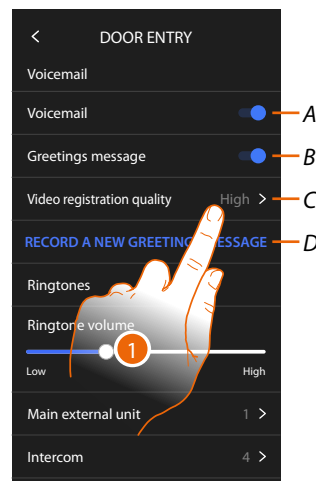 < DOOR ENTRY
Voicemail
Voicemail A
Greetings message B
Video registration quality High > C
RECORD A NEW GREETING ESSAGE D
Ringtones
Ringtone volume
1
Low High
Main external unit 1 >
Intercom 4 >